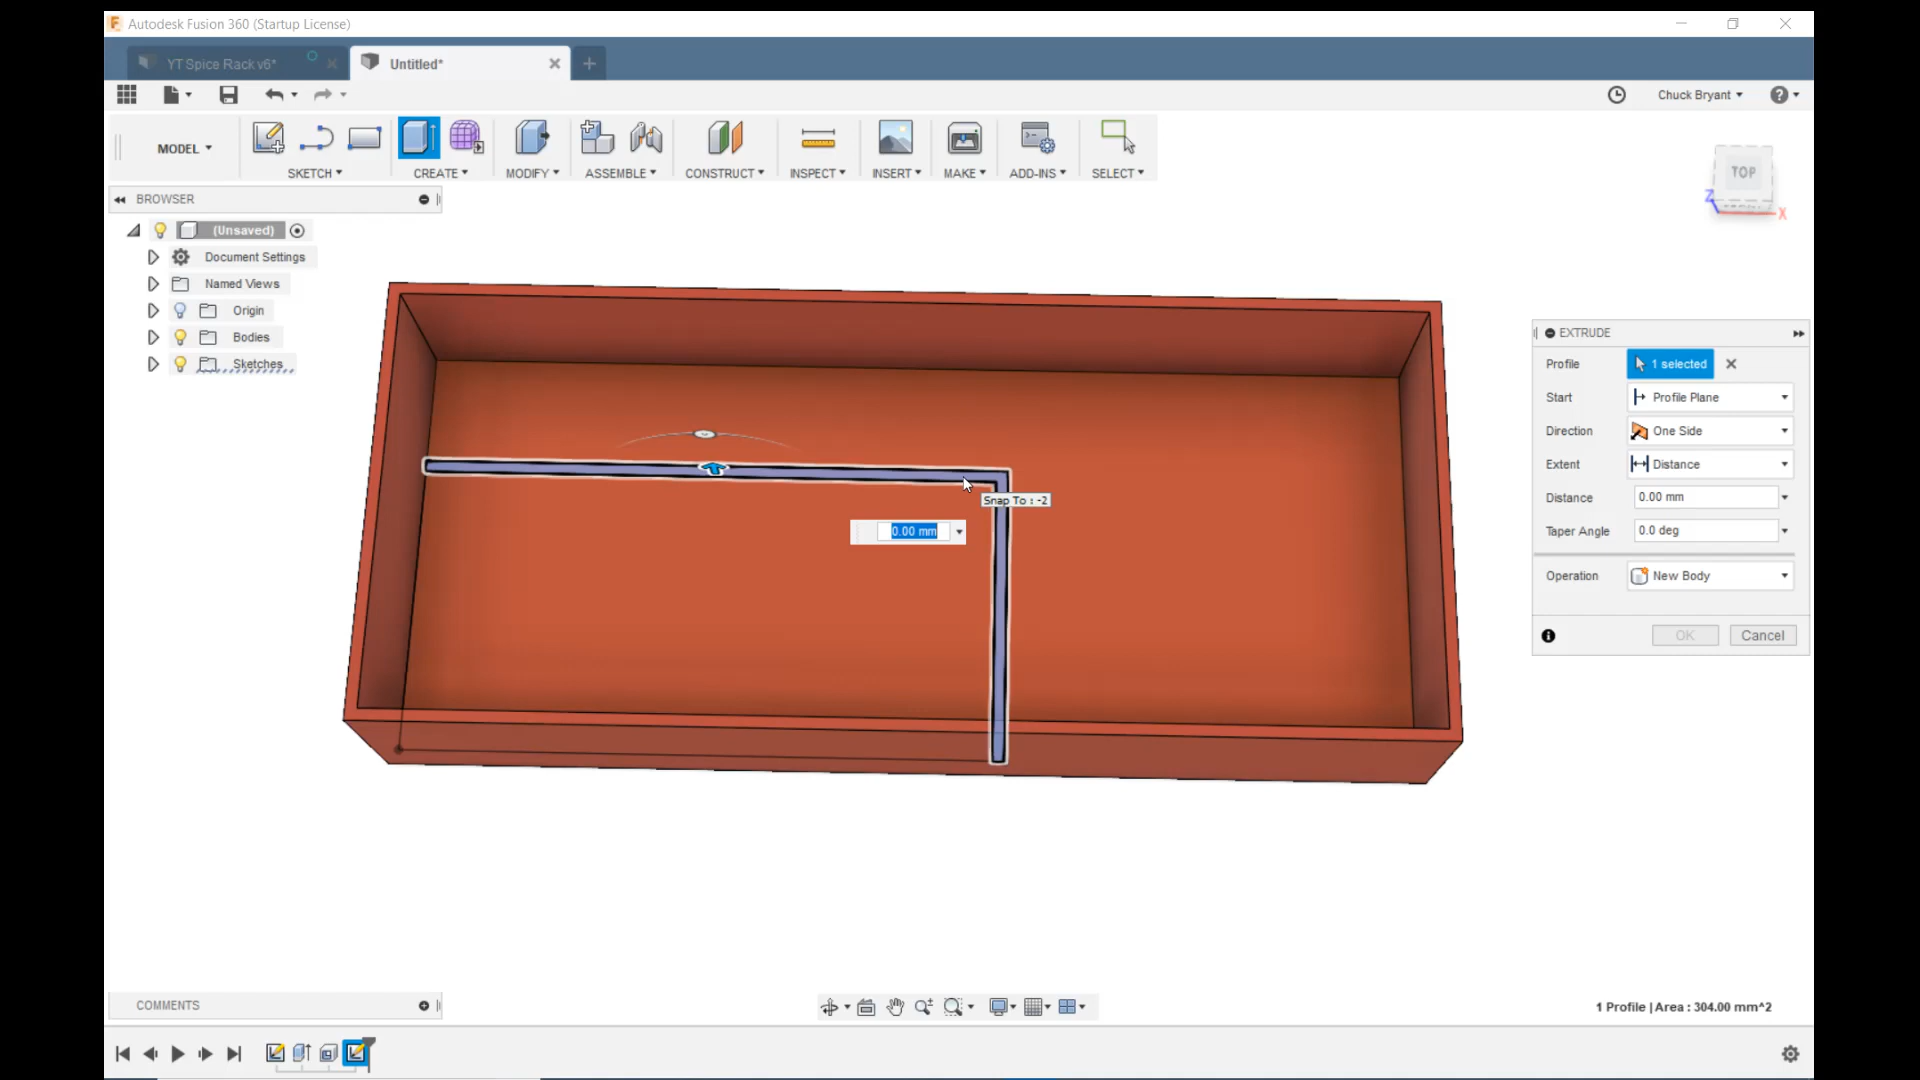 Autodesk Fusion 360 (Startup License)
YT Spice Rack v6*
Untitled*
Chuck Bryant
MODEL
SKETCH
CREATE
MODIFY
ASSEMBLE
CONSTRUCT
INSPECT
INSERT
MAKE
ADD-INS
SELECT
BROWSER
(Unsaved)
Document Settings
Named Views
Origin
Bodies
Sketches
TOP
Z
X
Snap To : -2
0.00 mm
EXTRUDE
Profile 1 selected
Start Profile Plane
Direction One Side
Extent Distance
Distance 0.00 mm
Taper Angle 0.0 deg
Operation New Body
OK Cancel
COMMENTS
1 Profile | Area : 304.00 mm^2